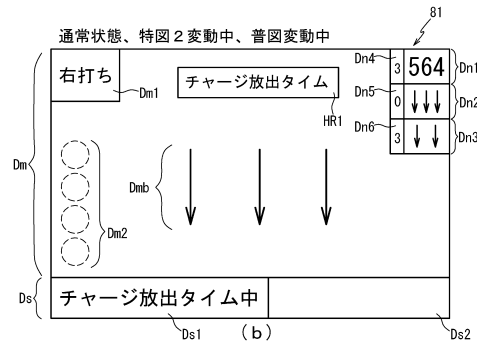 通常状態、特図２変動中、普図変動中
81
右打ち
Dm1
チャージ放出タイム
HR1
Dn4
3
564
Dn1
Dn5
0
Dn2
Dn6
3
Dn3
Dm
Dmb
Dm2
Ds
チャージ放出タイム中
Ds1
(b)
Ds2